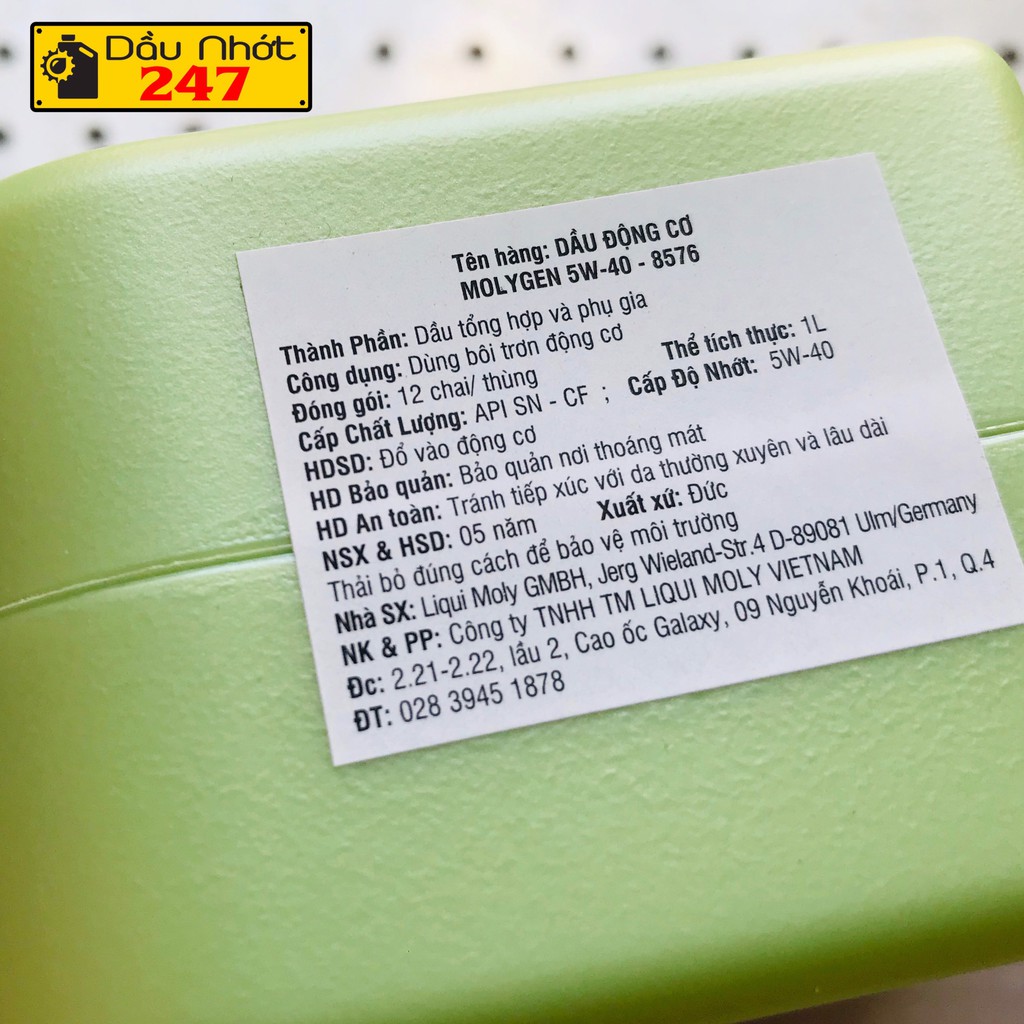 Dầu Nhớt
247
Tên hàng: DẦU ĐỘNG CƠ
MOLYGEN 5W-40 - 8576
Thành Phần: Dầu tổng hợp và phụ gia
Công dụng: Dùng bôi trơn động cơ
Đóng gói: 12 chai/ thùng Thể tích thực: 1L
Cấp Chất Lượng: API SN - CF ; Cấp Độ Nhớt: 5W-40
HDSD: Đổ vào động cơ
HD Bảo quản: Bảo quản nơi thoáng mát
HD An toàn: Tránh tiếp xúc với da thường xuyên và lâu dài
NSX & HSD: 05 năm Xuất xứ: Đức
Thải bỏ đúng cách để bảo vệ môi trường
Nhà SX: Liqui Moly GMBH, Jerg Wieland-Str.4 D-89081 Ulm/Germany
NK & PP: Công ty TNHH TM LIQUI MOLY VIETNAM
Đc: 2.21-2.22, lầu 2, Cao ốc Galaxy, 09 Nguyễn Khoái, P.1, Q.4
ĐT: 028 3945 1878